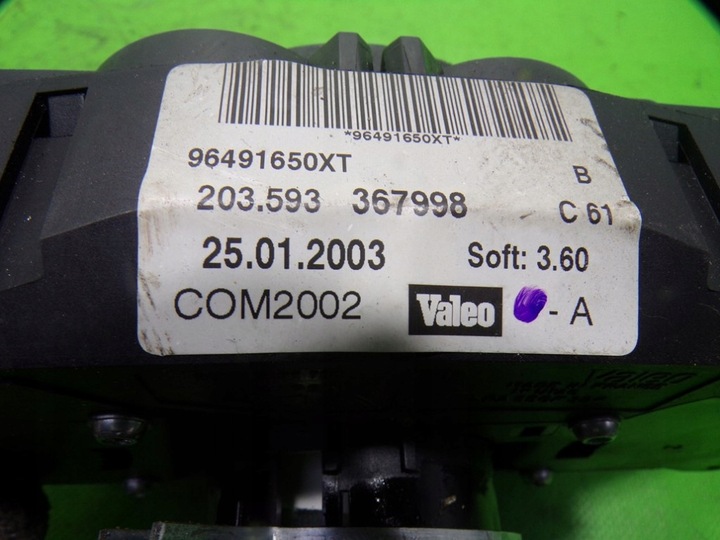 *96491650XT*
96491650XT B
203.593 367998 C 61
25.01.2003 Soft: 3.60
COM2002 Valeo - A